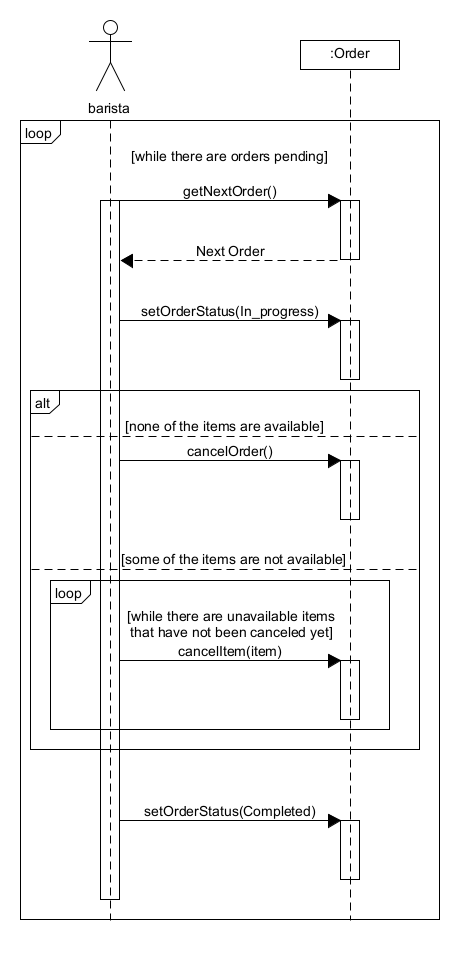 :Order
barista
loop
[while there are orders pending]
getNextOrder()
Next Order
setOrderStatus(In_progress)
alt
[none of the items are available]
cancelOrder()
[some of the items are not available]
loop
[while there are unavailable items
that have not been canceled yet]
cancelItem(item)
setOrderStatus(Completed)